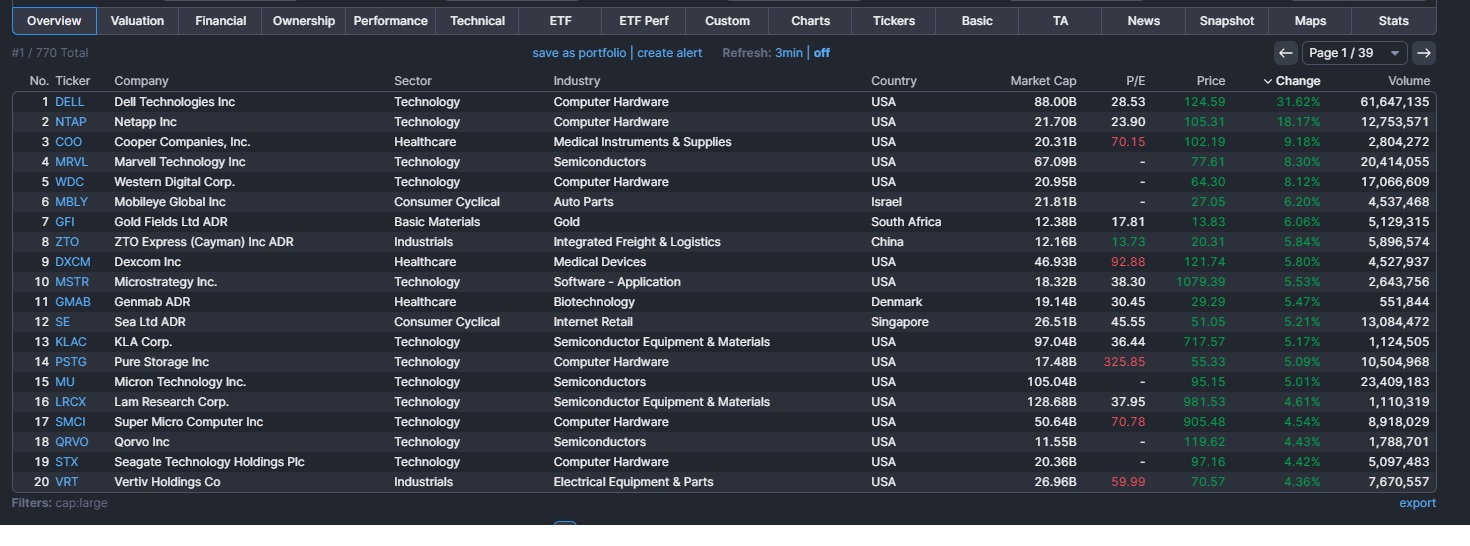 Overview Valuation Financial Ownership Performance Technical ETF ETF Perf Custom Charts Tickers Basic TA News Snapshot Maps Stats
#1 / 770 Total save as portfolio | create alert Refresh: 3min | off Page 1 / 39
No. Ticker Company Sector Industry Country Market Cap P/E Price Change Volume
1 DELL Dell Technologies Inc Technology Computer Hardware USA 88.00B 28.53 124.59 31.62% 61,647,135
2 NTAP Netapp Inc Technology Computer Hardware USA 21.70B 23.90 105.31 18.17% 12,753,571
3 COO Cooper Companies, Inc. Healthcare Medical Instruments & Supplies USA 20.31B 70.15 102.19 9.18% 2,804,272
4 MRVL Marvell Technology Inc Technology Semiconductors USA 67.09B - 77.61 8.30% 20,414,055
5 WDC Western Digital Corp. Technology Computer Hardware USA 20.95B - 64.30 8.12% 17,066,609
6 MBLY Mobileye Global Inc Consumer Cyclical Auto Parts Israel 21.81B - 27.05 6.20% 4,537,468
7 GFI Gold Fields Ltd ADR Basic Materials Gold South Africa 12.38B 17.81 13.83 6.06% 5,129,315
8 ZTO ZTO Express (Cayman) Inc ADR Industrials Integrated Freight & Logistics China 12.16B 13.73 20.31 5.84% 5,896,574
9 DXCM Dexcom Inc Healthcare Medical Devices USA 46.93B 92.88 121.74 5.80% 4,527,937
10 MSTR Microstrategy Inc. Technology Software - Application USA 18.32B 38.30 1079.39 5.53% 2,643,756
11 GMAB Genmab ADR Healthcare Biotechnology Denmark 19.14B 30.45 29.29 5.47% 551,844
12 SE Sea Ltd ADR Consumer Cyclical Internet Retail Singapore 26.51B 45.55 51.05 5.21% 13,084,472
13 KLAC KLA Corp. Technology Semiconductor Equipment & Materials USA 97.04B 36.44 717.57 5.17% 1,124,505
14 PSTG Pure Storage Inc Technology Computer Hardware USA 17.48B 325.85 55.33 5.09% 10,504,968
15 MU Micron Technology Inc. Technology Semiconductors USA 105.04B - 95.15 5.01% 23,409,183
16 LRCX Lam Research Corp. Technology Semiconductor Equipment & Materials USA 128.68B 37.95 981.53 4.61% 1,110,319
17 SMCI Super Micro Computer Inc Technology Computer Hardware USA 50.64B 70.78 905.48 4.54% 8,918,029
18 QRVO Qorvo Inc Technology Semiconductors USA 11.55B - 119.62 4.43% 1,788,701
19 STX Seagate Technology Holdings Plc Technology Computer Hardware USA 20.36B - 97.16 4.42% 5,097,483
20 VRT Vertiv Holdings Co Industrials Electrical Equipment & Parts USA 26.96B 59.99 70.57 4.36% 7,670,557
Filters: cap:large export